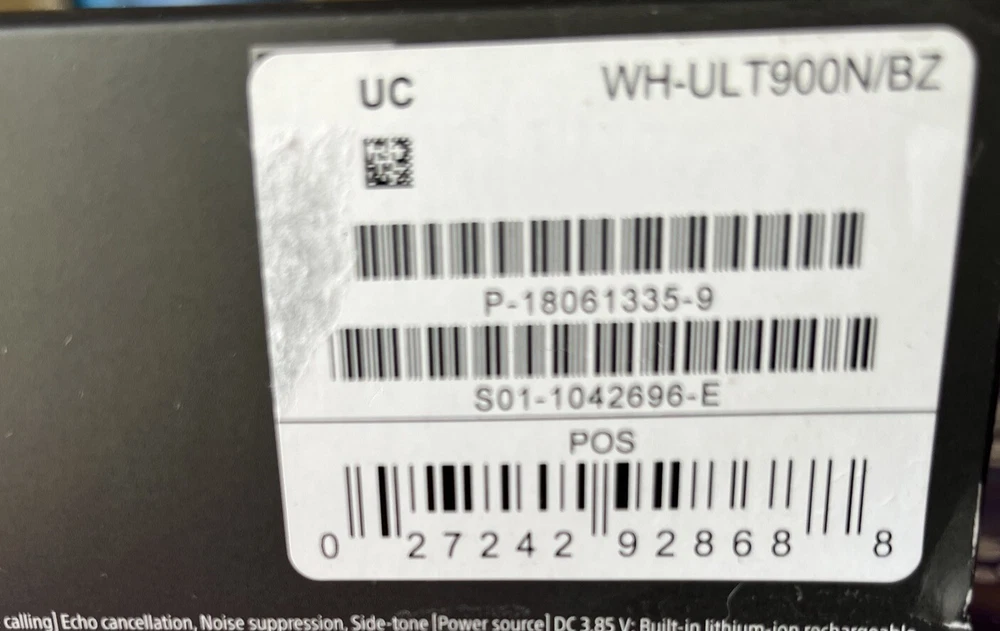 UC
WH-ULT900N/BZ
P-18061335-9
S01-1042696-E
POS
0 27242 92868 8
calling] Echo cancellation, Noise suppression, Side-tone [Power source] DC 3.85 V: Built-in lithium-ion rechargeable